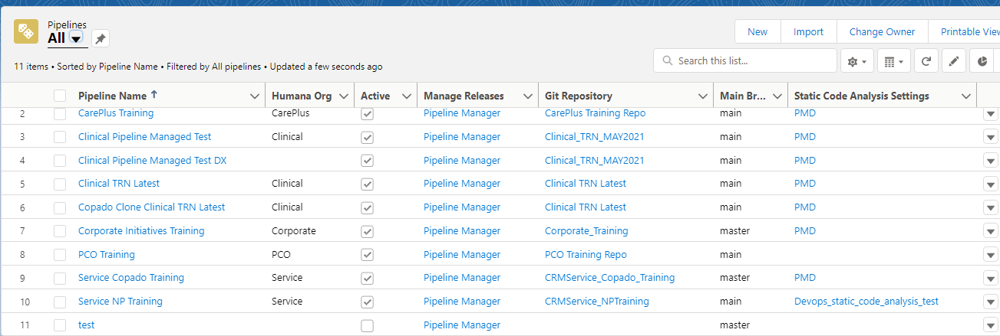 Pipelines
All
New Import Change Owner Printable View
11 items • Sorted by Pipeline Name • Filtered by All pipelines • Updated a few seconds ago
Search this list...
Pipeline Name Humana Org Active Manage Releases Git Repository Main Br... Static Code Analysis Settings
2 CarePlus Training CarePlus Pipeline Manager CarePlus Training Repo main PMD
3 Clinical Pipeline Managed Test Clinical Pipeline Manager Clinical_TRN_MAY2021 main PMD
4 Clinical Pipeline Managed Test DX Pipeline Manager Clinical_TRN_MAY2021 main PMD
5 Clinical TRN Latest Clinical Pipeline Manager Clinical TRN Latest main PMD
6 Copado Clone Clinical TRN Latest Clinical Pipeline Manager Clinical TRN Latest main PMD
7 Corporate Initiatives Training Corporate Pipeline Manager Corporate_Training master PMD
8 PCO Training PCO Pipeline Manager PCO Training Repo main
9 Service Copado Training Service Pipeline Manager CRMService_Copado_Training master PMD
10 Service NP Training Service Pipeline Manager CRMService_NPTraining main Devops_static_code_analysis_test
11 test Pipeline Manager master